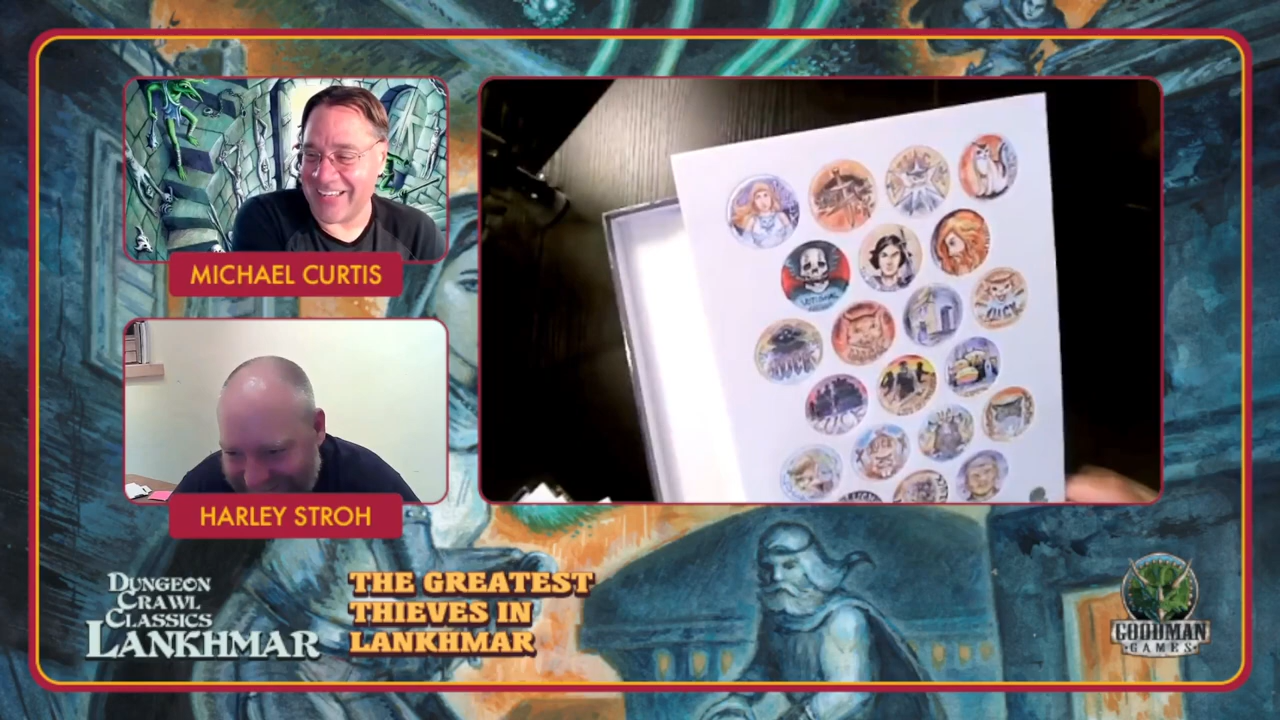 MICHAEL CURTIS
HARLEY STROH
DUNGEON
CRAWL
CLASSICS
LANKHMAR
THE GREATEST
THIEVES IN
LANKHMAR
GOODMAN
GAMES